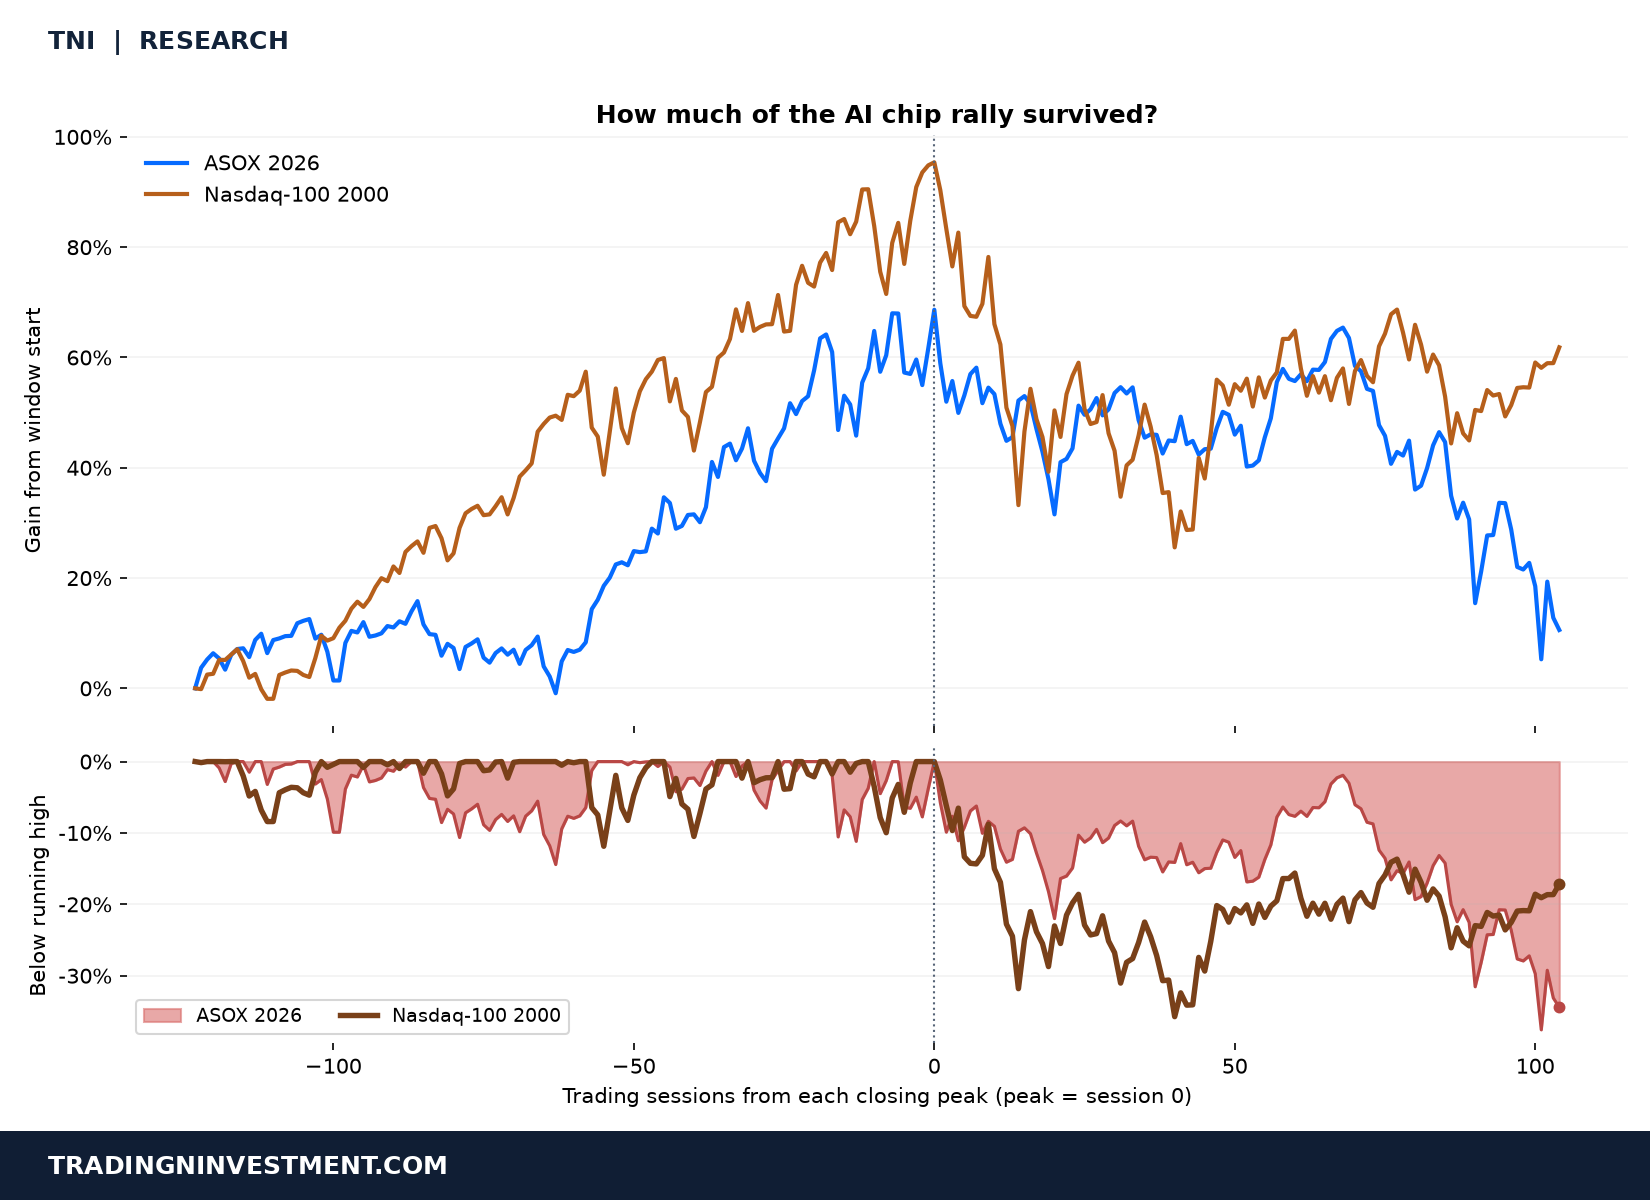 TNI | RESEARCH
How much of the AI chip rally survived?
100%
80%
60%
40%
20%
0%
Gain from window start
ASOX 2026
Nasdaq-100 2000
0%
-10%
-20%
-30%
Below running high
ASOX 2026 Nasdaq-100 2000
−100 −50 0 50 100
Trading sessions from each closing peak (peak = session 0)
TRADINGNINVESTMENT.COM